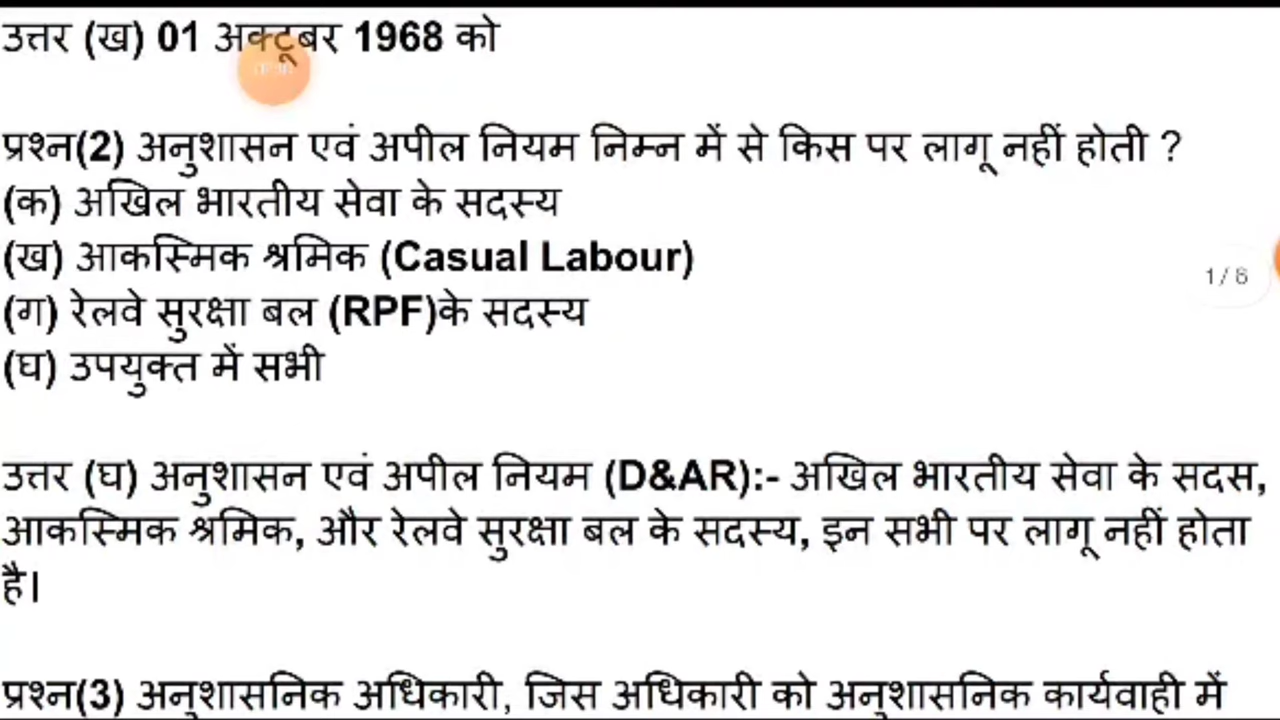 उत्तर (ख) 01 अक्टूबर 1968 को
प्रश्न(2) अनुशासन एवं अपील नियम निम्न में से किस पर लागू नहीं होती ?
(क) अखिल भारतीय सेवा के सदस्य
(ख) आकस्मिक श्रमिक (Casual Labour)
(ग) रेलवे सुरक्षा बल (RPF)के सदस्य
(घ) उपयुक्त में सभी
1/6
उत्तर (घ) अनुशासन एवं अपील नियम (D&AR):- अखिल भारतीय सेवा के सदस,
आकस्मिक श्रमिक, और रेलवे सुरक्षा बल के सदस्य, इन सभी पर लागू नहीं होता
है।
प्रश्न(3) अनुशासनिक अधिकारी, जिस अधिकारी को अनुशासनिक कार्यवाही में